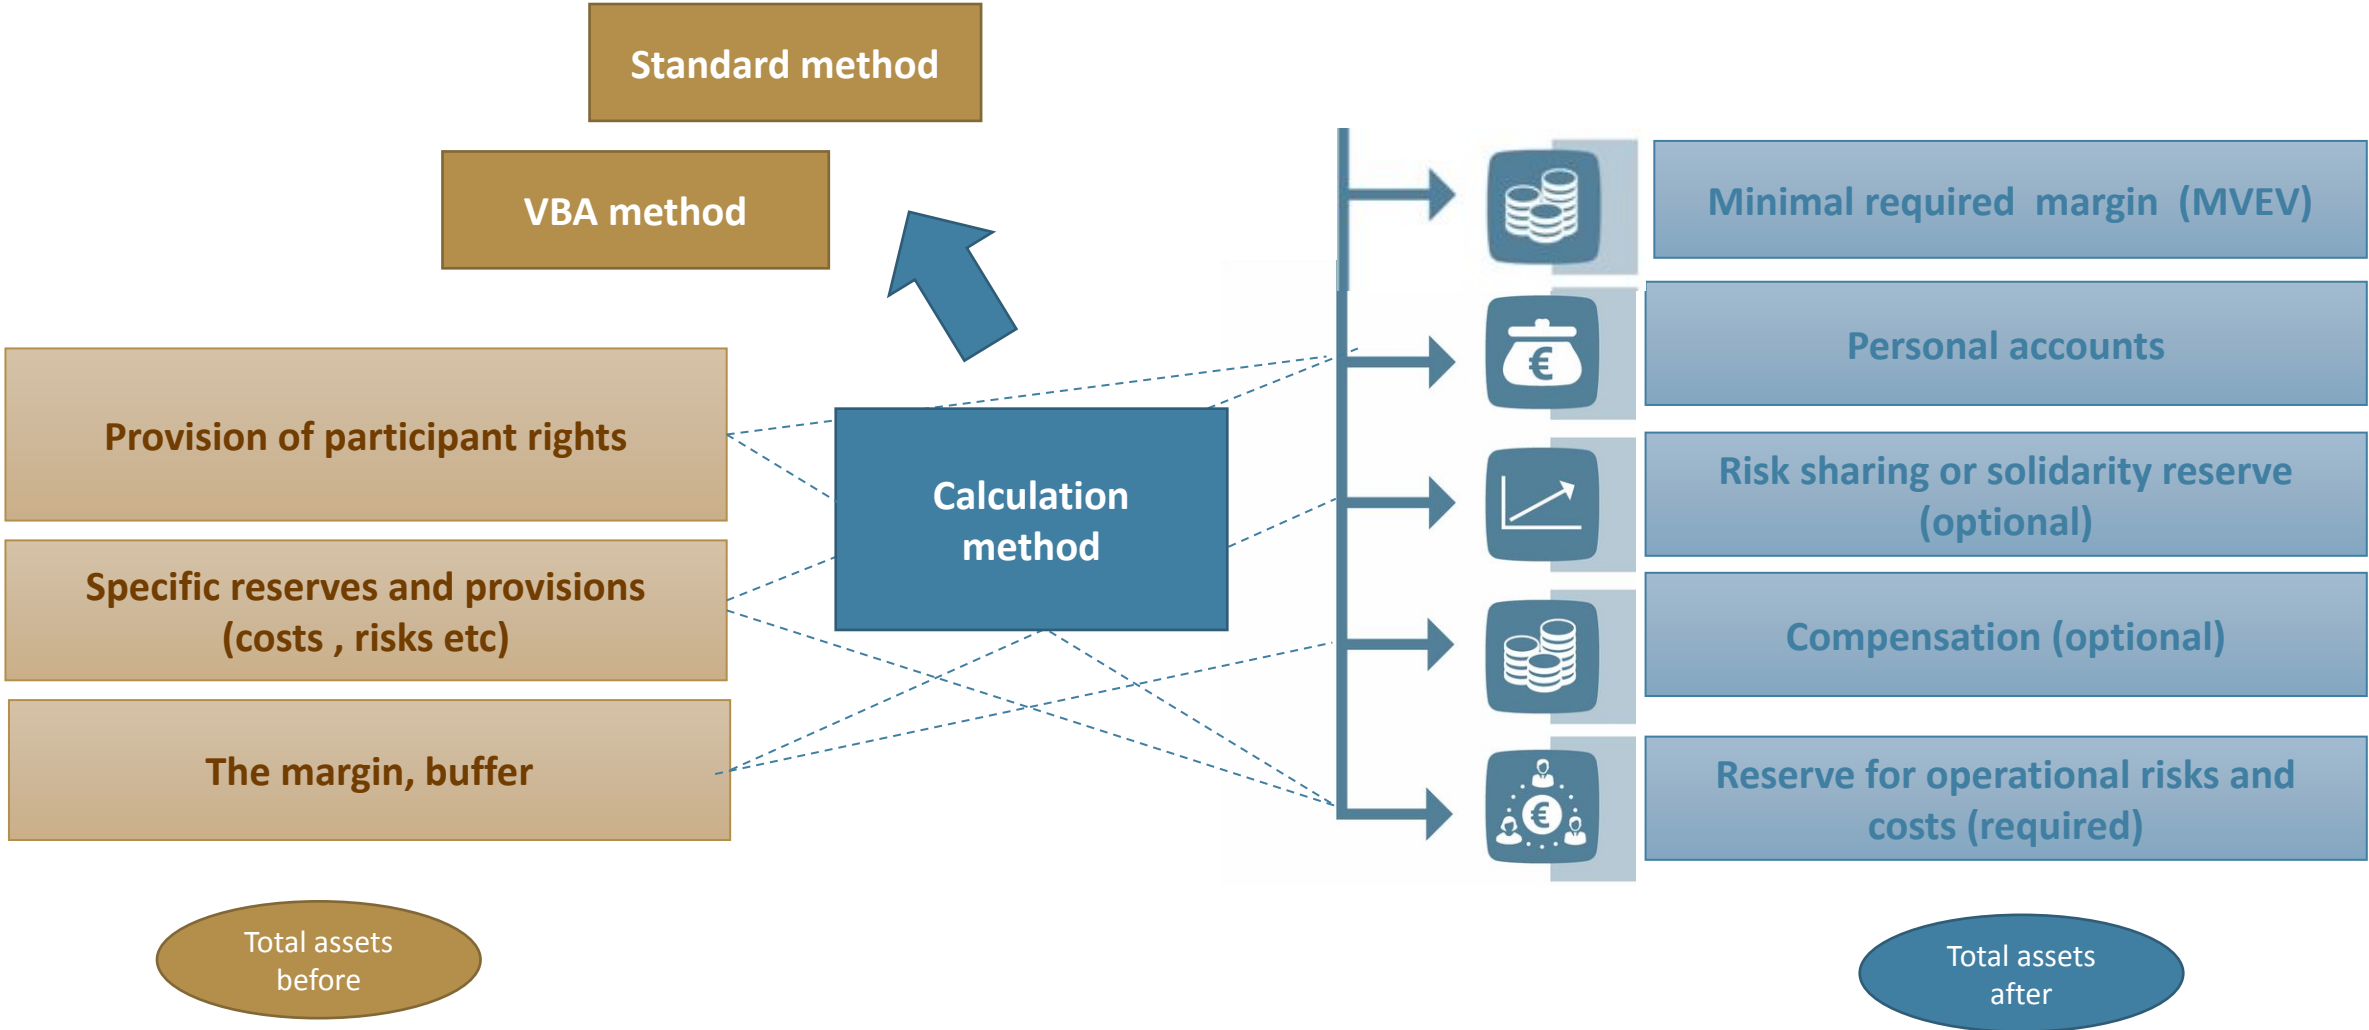 Standard method
VBA method
Provision of participant rights
Specific reserves and provisions
(costs , risks etc)
The margin, buffer
Total assets
before
Calculation
method
Minimal required  margin  (MVEV)
€
Personal accounts
Risk sharing or solidarity reserve
(optional)
Compensation (optional)
€
Reserve for operational risks and
costs (required)
Total assets
after